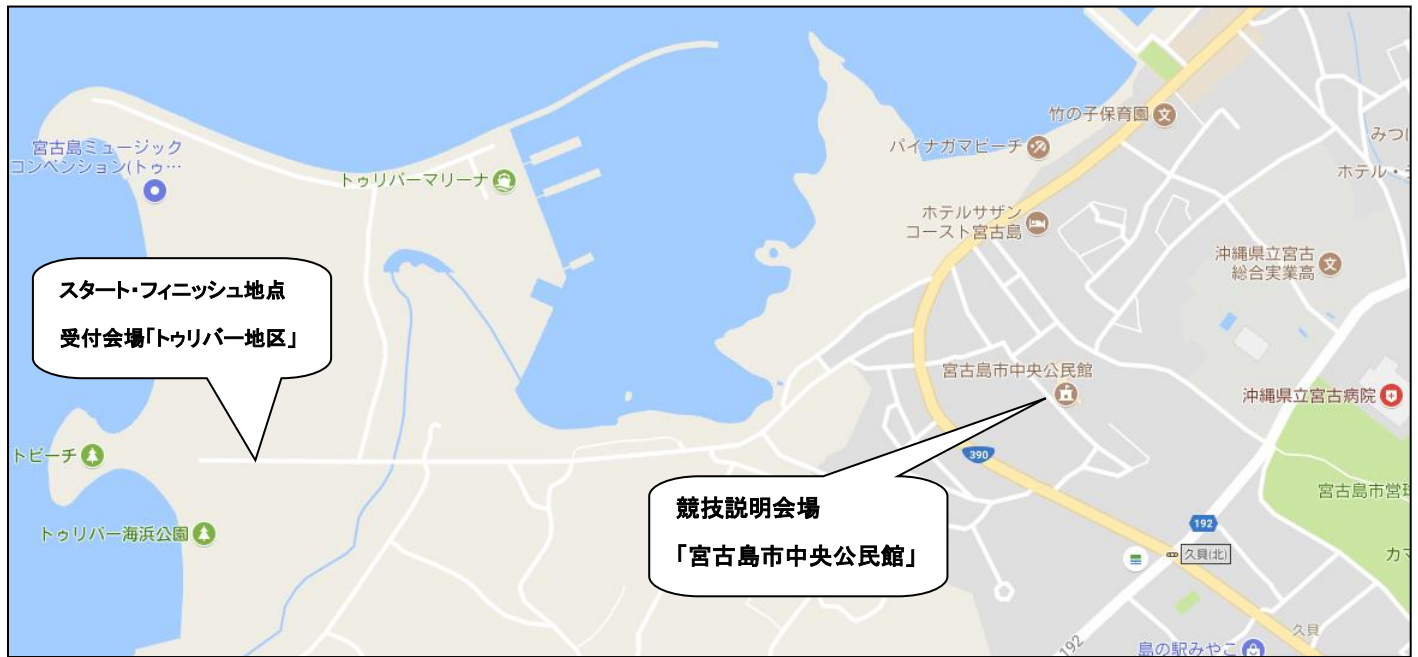 竹の子保育園
みつ
宮古島ミュージック
コンベンション(トゥ…
パイナガマビーチ
トゥリバーマリーナ
ホテル・
ホテルサザン
コースト宮古島
沖縄県立宮古
総合実業高
スタート・フィニッシュ地点
受付会場「トゥリバー地区」
宮古島市中央公民館
沖縄県立宮古病院
トビーチ
390
競技説明会場
「宮古島市中央公民館」
宮古島市営球
トゥリバー海浜公園
192
久貝(北)
カマ
久貝
192
島の駅みやこ